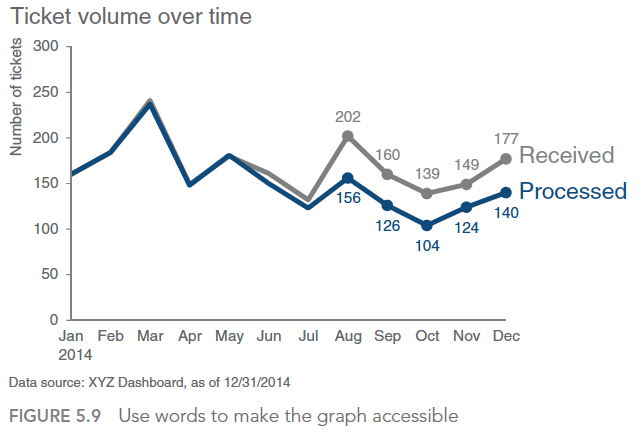 Ticket volume over time
Number of tickets
300
250
200
150
100
50
0
202
160
139
149
177
Received
156
126
104
124
140
Processed
Jan Feb Mar Apr May Jun Jul Aug Sep Oct Nov Dec
2014
Data source: XYZ Dashboard, as of 12/31/2014
FIGURE 5.9 Use words to make the graph accessible